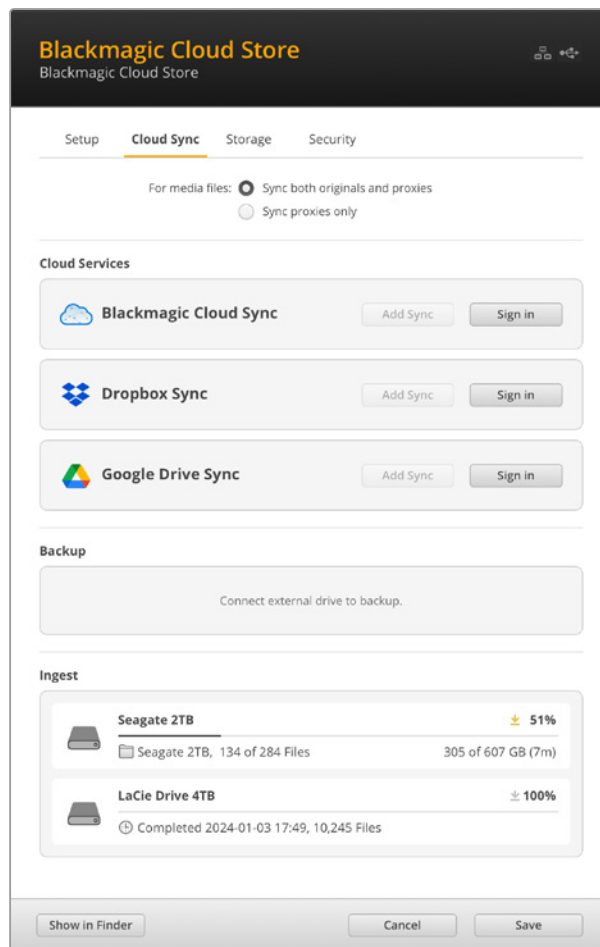 Blackmagic Cloud Store
Blackmagic Cloud Store
Setup Cloud Sync Storage Security
For media files: Sync both originals and proxies
Sync proxies only
Cloud Services
Blackmagic Cloud Sync Add Sync Sign in
Dropbox Sync Add Sync Sign in
Google Drive Sync Add Sync Sign in
Backup
Connect external drive to backup.
Ingest
Seagate 2TB 51%
Seagate 2TB, 134 of 284 Files 305 of 607 GB (7m)
LaCie Drive 4TB 100%
Completed 2024-01-03 17:49, 10,245 Files
Show in Finder Cancel Save